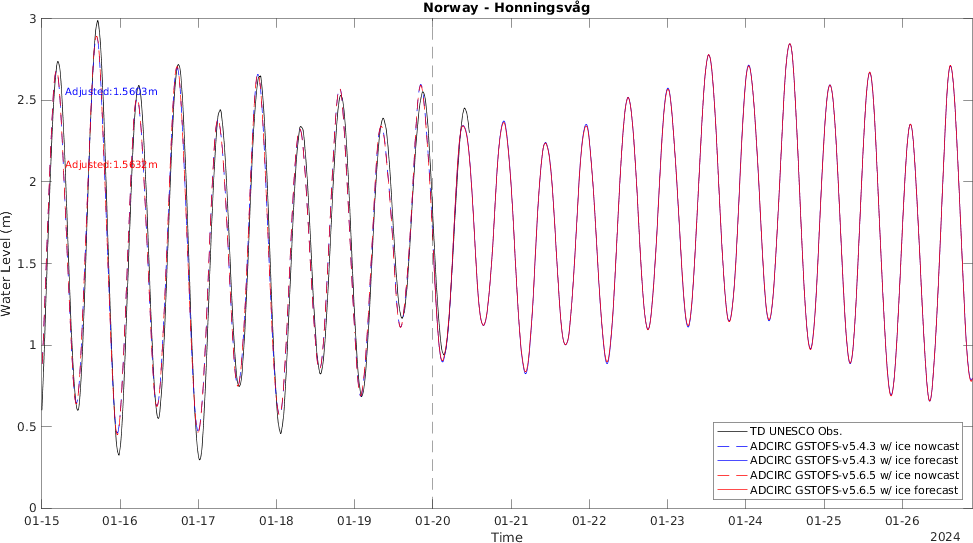 Norway - Honningsvåg
3
2.5
2
1.5
1
0.5
0
Water Level (m)
Adjusted:1.5603m
Adjusted:1.5632m
TD UNESCO Obs.
ADCIRC GSTOFS-v5.4.3 w/ ice nowcast
ADCIRC GSTOFS-v5.4.3 w/ ice forecast
ADCIRC GSTOFS-v5.6.5 w/ ice nowcast
ADCIRC GSTOFS-v5.6.5 w/ ice forecast
01-15 01-16 01-17 01-18 01-19 01-20 01-21 01-22 01-23 01-24 01-25 01-26
Time
2024